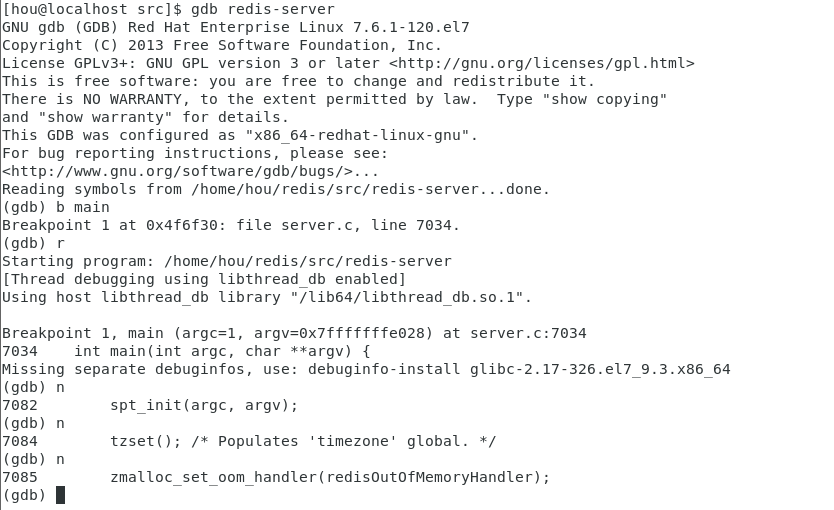 [hou@localhost src]$ gdb redis-server
GNU gdb (GDB) Red Hat Enterprise Linux 7.6.1-120.el7
Copyright (C) 2013 Free Software Foundation, Inc.
License GPLv3+: GNU GPL version 3 or later <http://gnu.org/licenses/gpl.html>
This is free software: you are free to change and redistribute it.
There is NO WARRANTY, to the extent permitted by law.  Type "show copying"
and "show warranty" for details.
This GDB was configured as "x86_64-redhat-linux-gnu".
For bug reporting instructions, please see:
<http://www.gnu.org/software/gdb/bugs/>...
Reading symbols from /home/hou/redis/src/redis-server...done.
(gdb) b main
Breakpoint 1 at 0x4f6f30: file server.c, line 7034.
(gdb) r
Starting program: /home/hou/redis/src/redis-server
[Thread debugging using libthread_db enabled]
Using host libthread_db library "/lib64/libthread_db.so.1".

Breakpoint 1, main (argc=1, argv=0x7fffffffe028) at server.c:7034
7034    int main(int argc, char **argv) {
Missing separate debuginfos, use: debuginfo-install glibc-2.17-326.el7_9.3.x86_64
(gdb) n
7082        spt_init(argc, argv);
(gdb) n
7084        tzset(); /* Populates 'timezone' global. */
(gdb) n
7085        zmalloc_set_oom_handler(redisOutOfMemoryHandler);
(gdb)